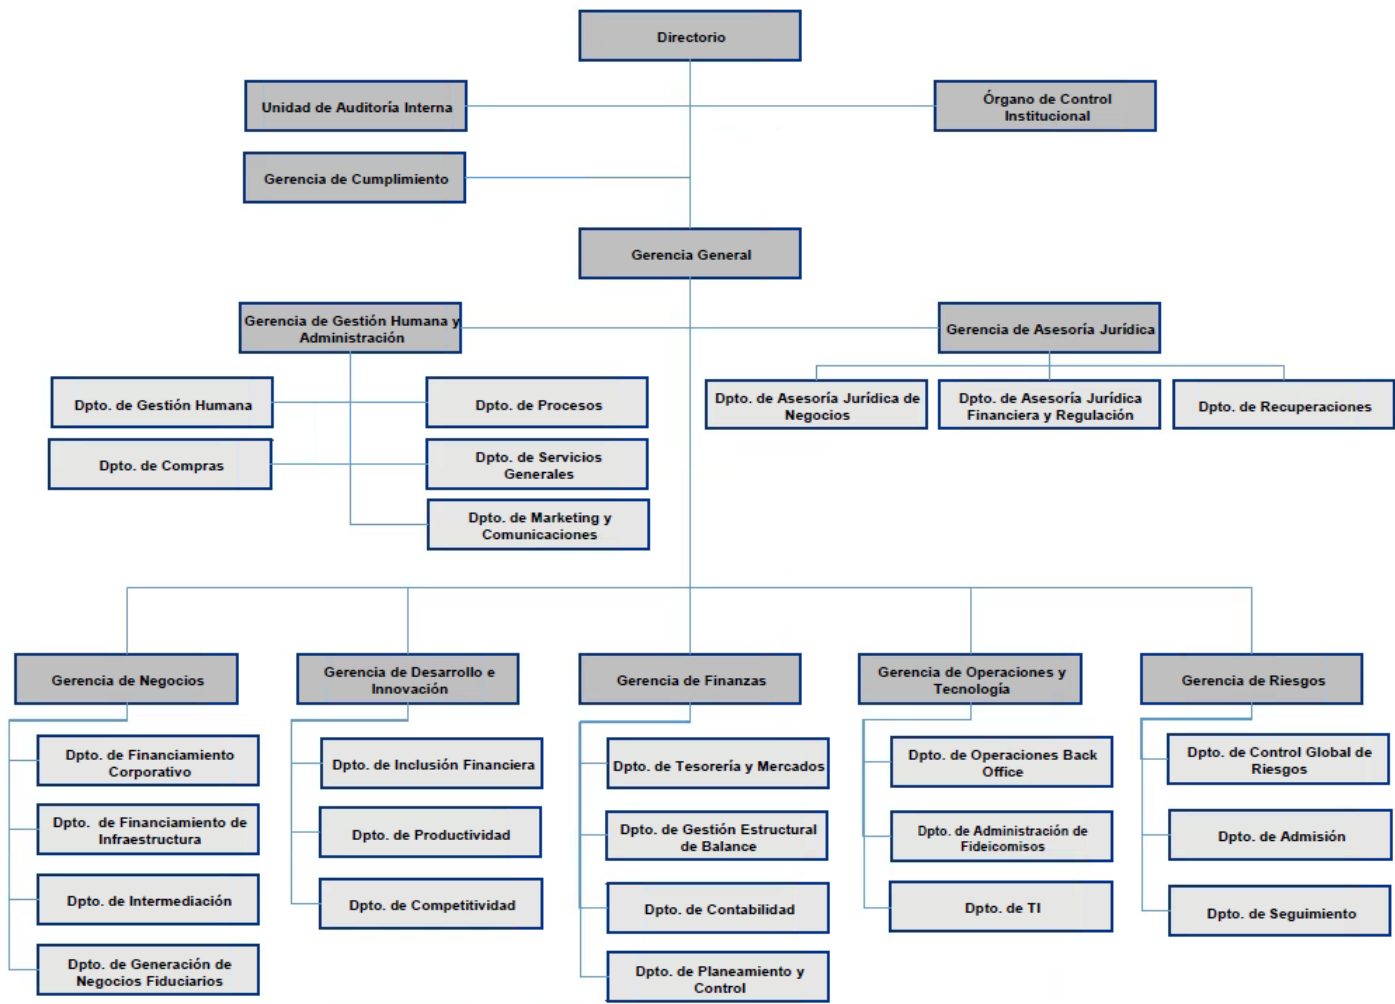 Directorio
Unidad de Auditoría Interna
Órgano de Control
Institucional
Gerencia de Cumplimiento
Gerencia General
Gerencia de Gestión Humana y
Administración
Gerencia de Asesoría Jurídica
Dpto. de Gestión Humana
Dpto. de Procesos
Dpto. de Compras
Dpto. de Servicios
Generales
Dpto. de Marketing y
Comunicaciones
Dpto. de Asesoría Jurídica de
Negocios
Dpto. de Asesoría Jurídica
Financiera y Regulación
Dpto. de Recuperaciones
Gerencia de Negocios
Dpto. de Financiamiento
Corporativo
Dpto. de Financiamiento de
Infraestructura
Dpto. de Intermediación
Dpto. de Generación de
Negocios Fiduciarios
Gerencia de Desarrollo e
Innovación
Dpto. de Inclusión Financiera
Dpto. de Productividad
Dpto. de Competitividad
Gerencia de Finanzas
Dpto. de Tesorería y Mercados
Dpto. de Gestión Estructural
de Balance
Dpto. de Contabilidad
Dpto. de Planeamiento y
Control
Gerencia de Operaciones y
Tecnología
Dpto. de Operaciones Back
Office
Dpto. de Administración de
Fideicomisos
Dpto. de TI
Gerencia de Riesgos
Dpto. de Control Global de
Riesgos
Dpto. de Admisión
Dpto. de Seguimiento